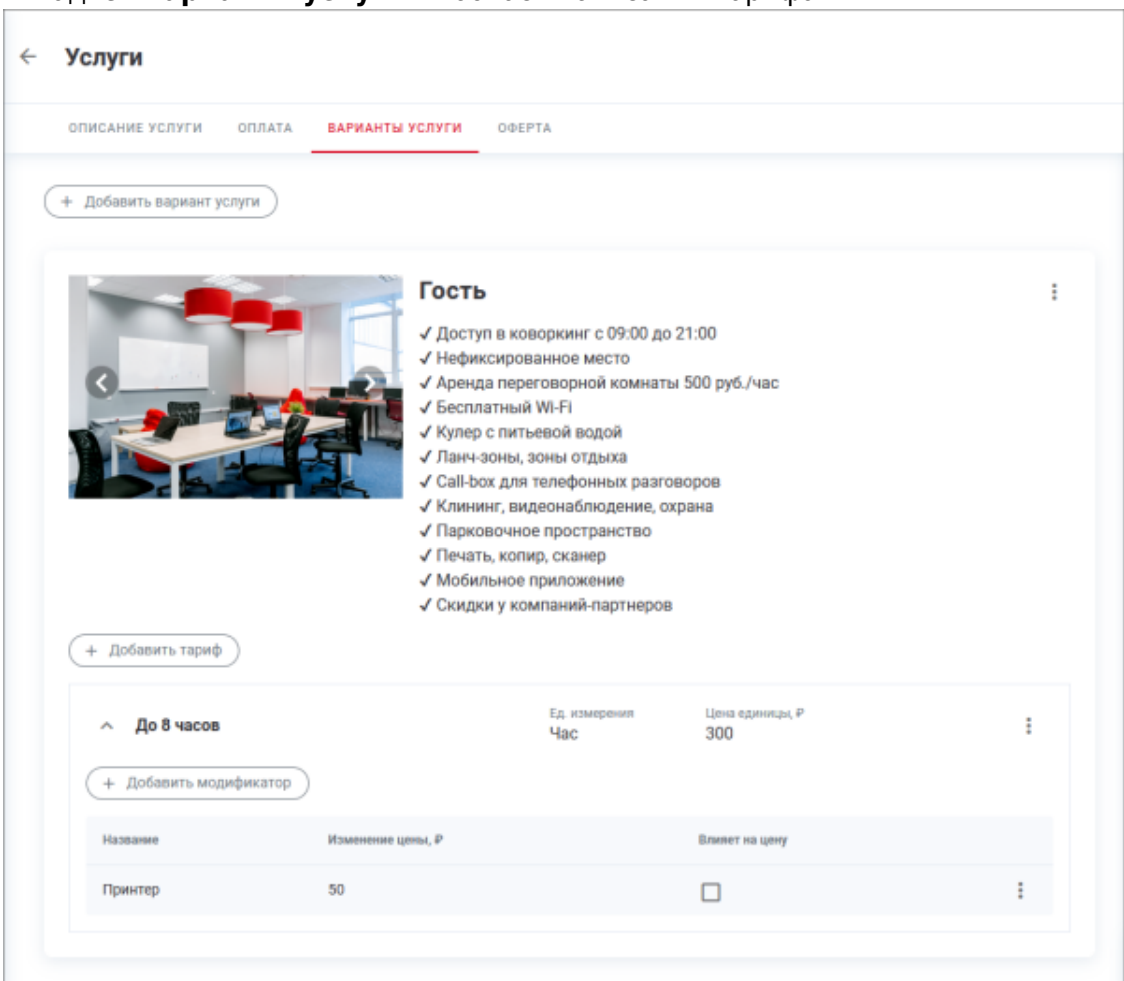 Услуги
ОПИСАНИЕ УСЛУГИ ОПЛАТА ВАРИАНТЫ УСЛУГИ ОФЕРТА
+ Добавить вариант услуги
Гость
✓ Доступ в коворкинг с 09:00 до 21:00
✓ Нефиксированное место
✓ Аренда переговорной комнаты 500 руб./час
✓ Бесплатный Wi-Fi
✓ Кулер с питьевой водой
✓ Ланч-зоны, зоны отдыха
✓ Call-box для телефонных разговоров
✓ Клининг, видеонаблюдение, охрана
✓ Парковочное пространство
✓ Печать, копир, сканер
✓ Мобильное приложение
✓ Скидки у компаний-партнеров
+ Добавить тариф
Ед. измерения Цена единицы, ₽
До 8 часов Час 300
+ Добавить модификатор
Название Изменение цены, ₽ Влияет на цену
Принтер 50